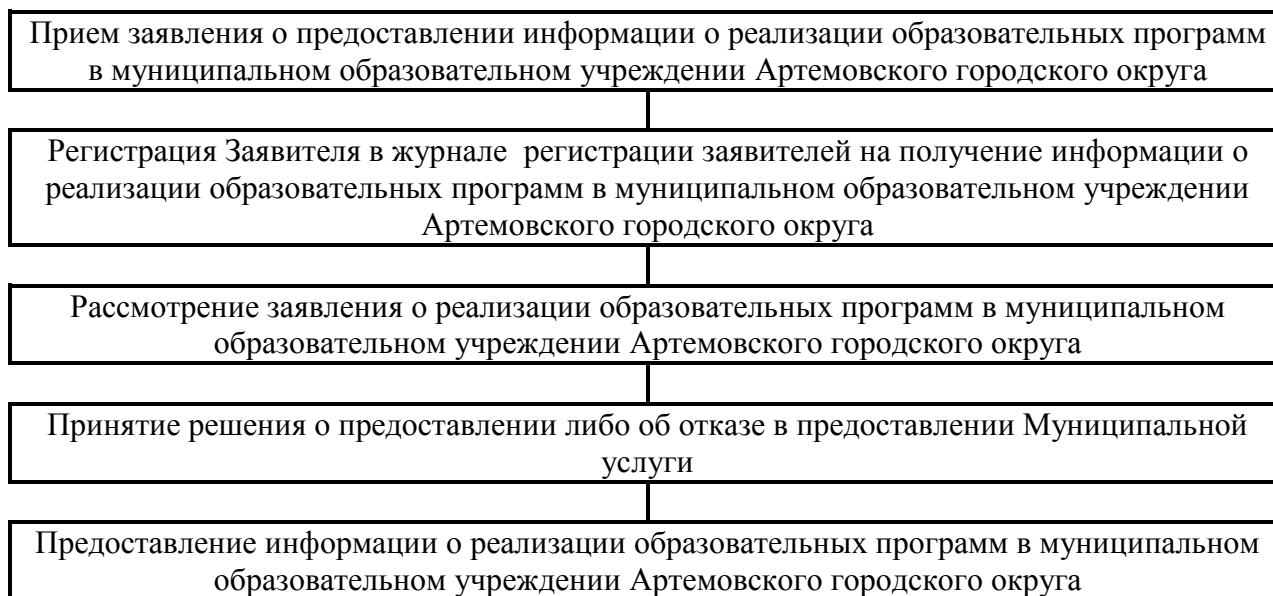 Прием заявления о предоставлении информации о реализации образовательных программ
в муниципальном образовательном учреждении Артемовского городского округа
Регистрация Заявителя в журнале  регистрации заявителей на получение информации о
реализации образовательных программ в муниципальном образовательном учреждении
Артемовского городского округа
Рассмотрение заявления о реализации образовательных программ в муниципальном
образовательном учреждении Артемовского городского округа
Принятие решения о предоставлении либо об отказе в предоставлении Муниципальной
услуги
Предоставление информации о реализации образовательных программ в муниципальном
образовательном учреждении Артемовского городского округа